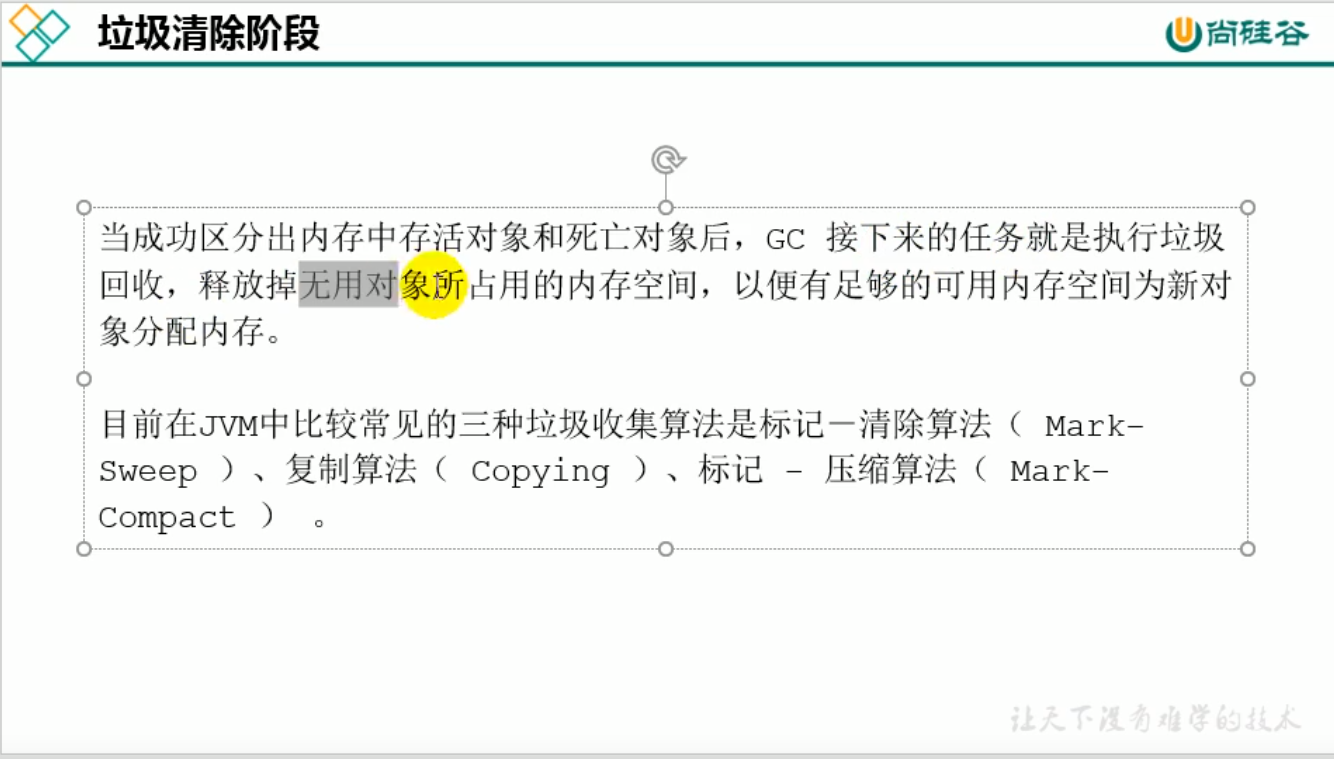 垃圾清除阶段
尚硅谷
当成功区分出内存中存活对象和死亡对象后，GC 接下来的任务就是执行垃圾
回收，释放掉无用对象所占用的内存空间，以便有足够的可用内存空间为新对
象分配内存。
目前在JVM中比较常见的三种垃圾收集算法是标记－清除算法（ Mark-
Sweep ）、复制算法（ Copying ）、标记 - 压缩算法（ Mark-
Compact ） 。
让天下没有难学的技术